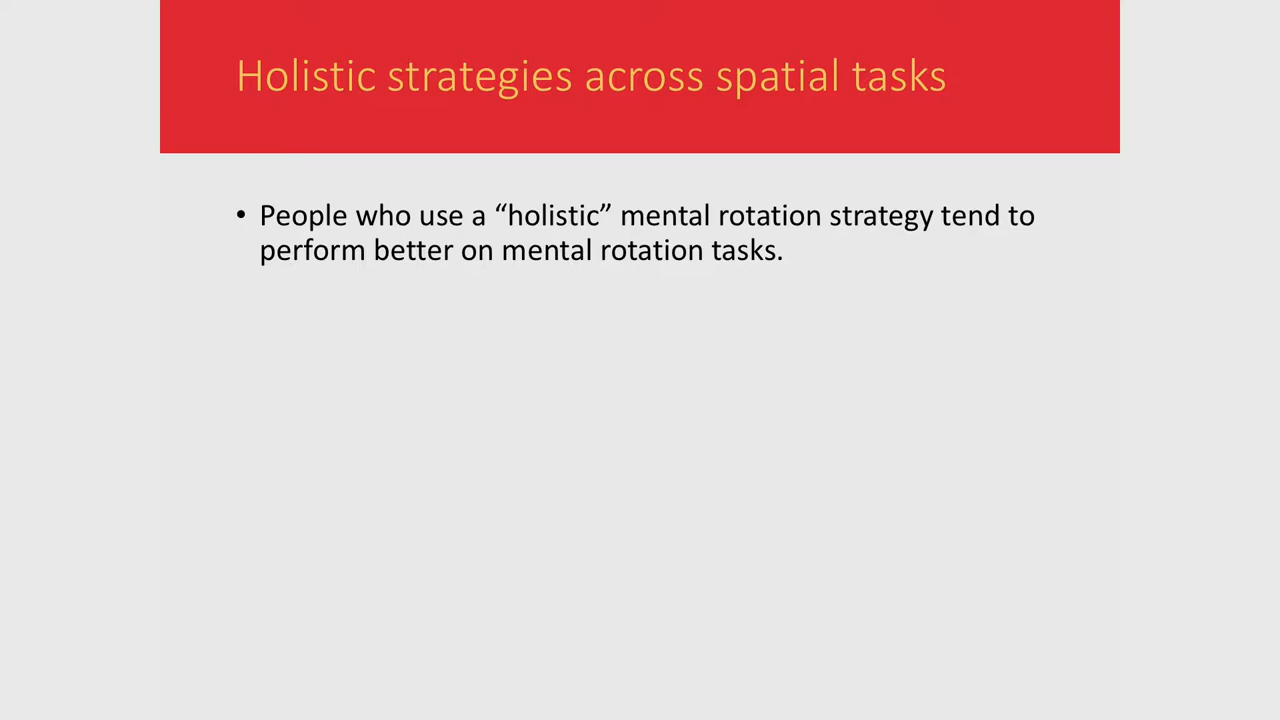 Holistic strategies across spatial tasks
• People who use a “holistic” mental rotation strategy tend to
perform better on mental rotation tasks.